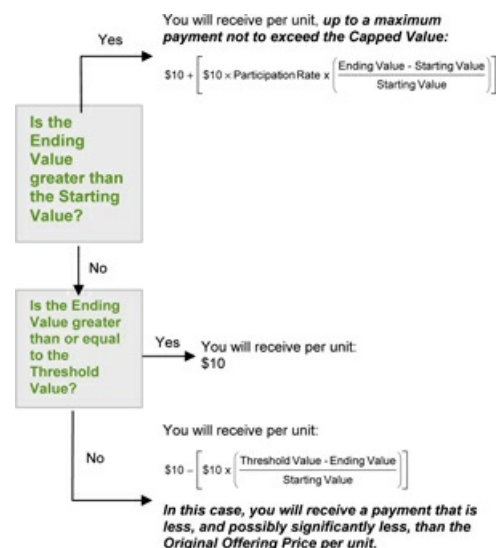 You will receive per unit, up to a maximum
payment not to exceed the Capped Value:
Yes
$10 + [ $10 × Participation Rate x ( Ending Value - Starting Value / Starting Value ) ]
Is the
Ending
Value
greater than
the Starting
Value?
No
Is the Ending
Value greater
than or equal
to the
Threshold
Value?
Yes
You will receive per unit:
$10
No
You will receive per unit:
$10 – [ $10 x ( Threshold Value - Ending Value / Starting Value ) ]
In this case, you will receive a payment that is
less, and possibly significantly less, than the
Original Offering Price per unit.